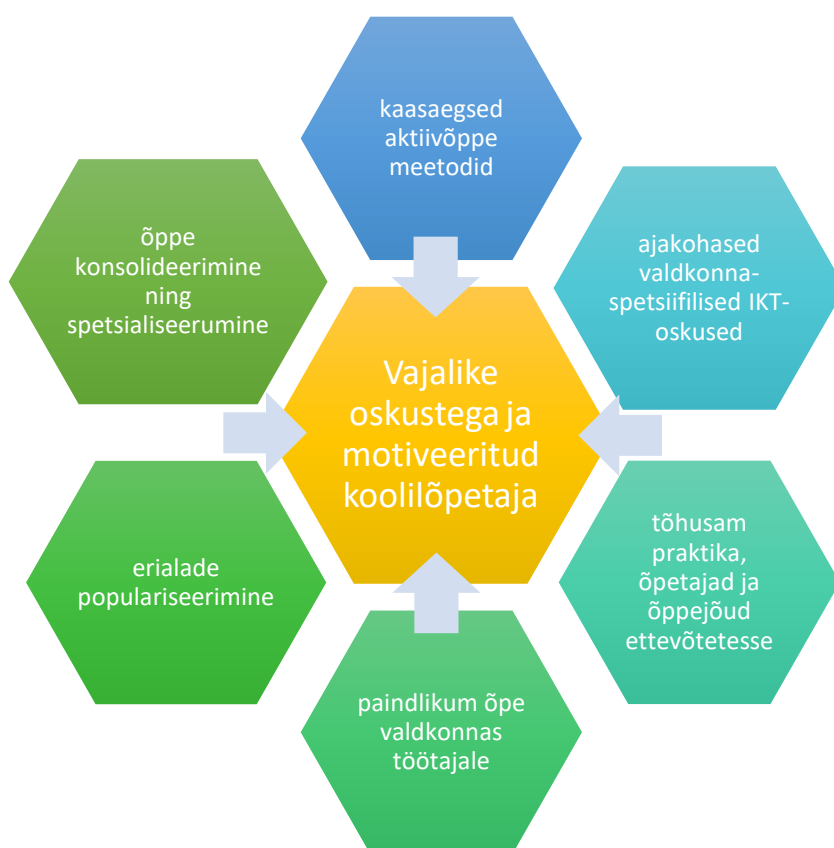 kaasaegsed
aktiivõppe
meetodid
õppe
konsolideerimine
ning
spetsialiseerumine
ajakohased
valdkonna-
spetsiifilised IKT-
oskused
Vajalike
oskustega ja
motiveeritud
koolilõpetaja
erialade
populariseerimine
tõhusam
praktika,
õpetajad ja
õppejõud
ettevõtetesse
paindlikum õpe
valdkonnas
töötajale